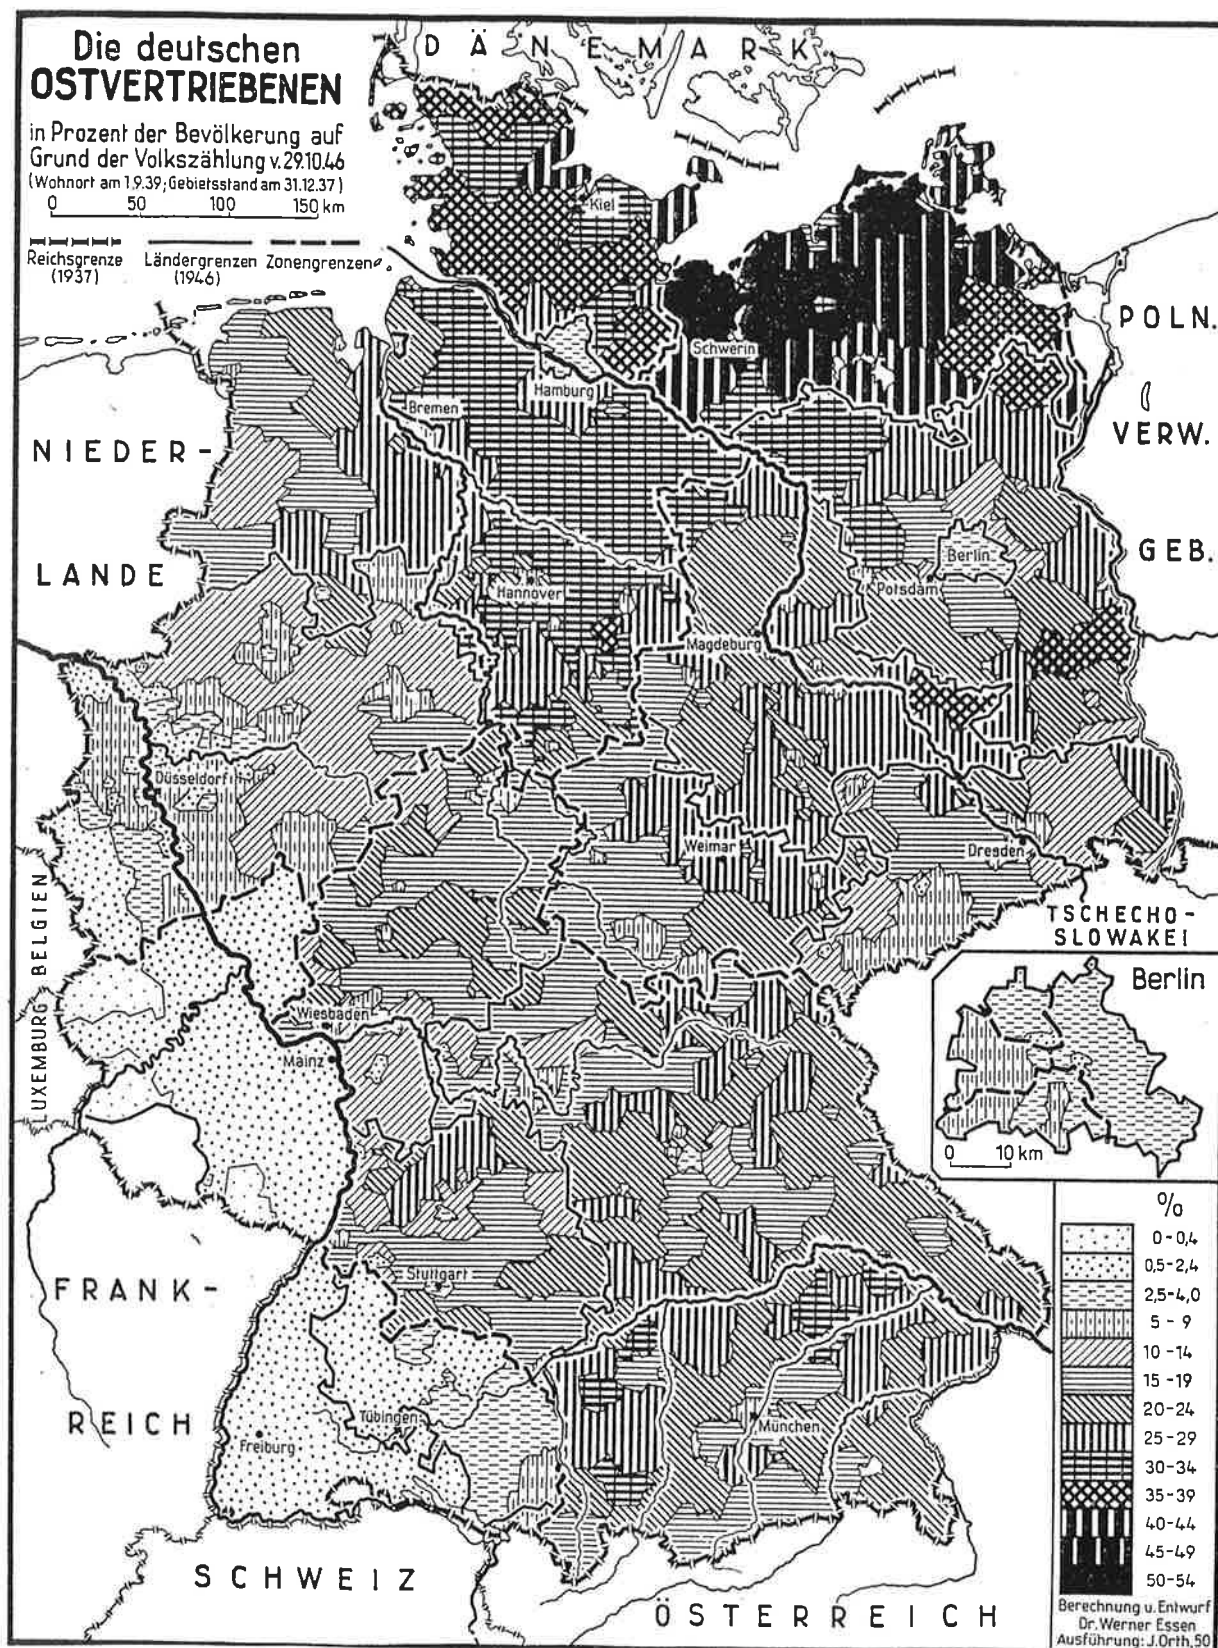 Die deutschen
OSTVERTRIEBENEN
in Prozent der Bevölkerung auf
Grund der Volkszählung v. 29.10.46
(Wohnort am 1.9.39; Gebietsstand am 31.12.37)
0 50 100 150 km
Reichsgrenze
(1937)
Ländergrenzen
(1946)
Zonengrenzen
DÄNEMARK
Kiel
POLN.
Schwerin
Hamburg
Bremen
VERW.
NIEDER-
Berlin
GEB.
LANDE
Potsdam
Hannover
Magdeburg
Düsseldorf
Weimar
Dresden
BELGIEN
LUXEMBURG
TSCHECHO-
SLOWAKEI
Berlin
0 10 km
Wiesbaden
Mainz
FRANK-
Stuttgart
REICH
Tübingen
Freiburg
München
SCHWEIZ
ÖSTERREICH
%
0-0,4
0,5-2,4
2,5-4,0
5-9
10-14
15-19
20-24
25-29
30-34
35-39
40-44
45-49
50-54
Berechnung u. Entwurf
Dr. Werner Essen
Ausführung: J. Orth, 50